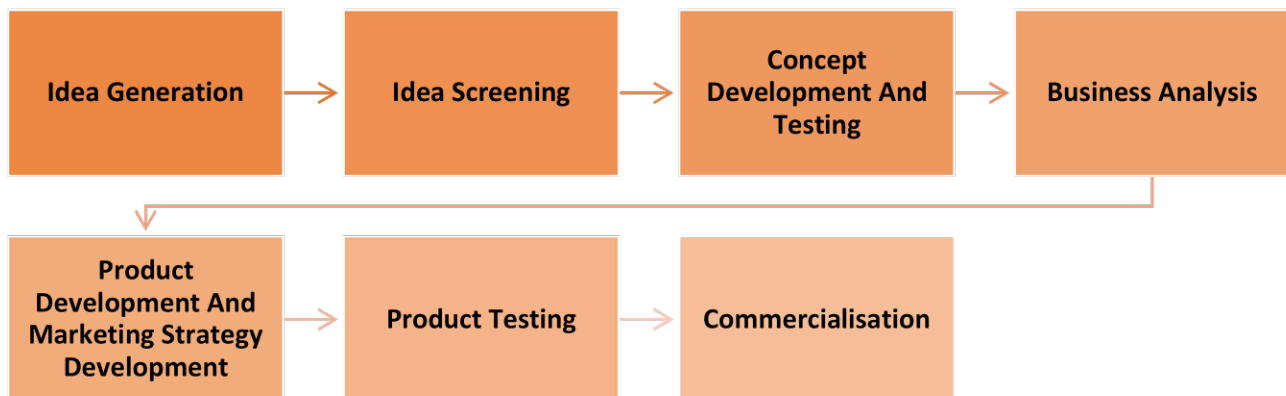 Idea Generation
Idea Screening
Concept
Development And
Testing
Business Analysis
Product
Development And
Marketing Strategy
Development
Product Testing
Commercialisation